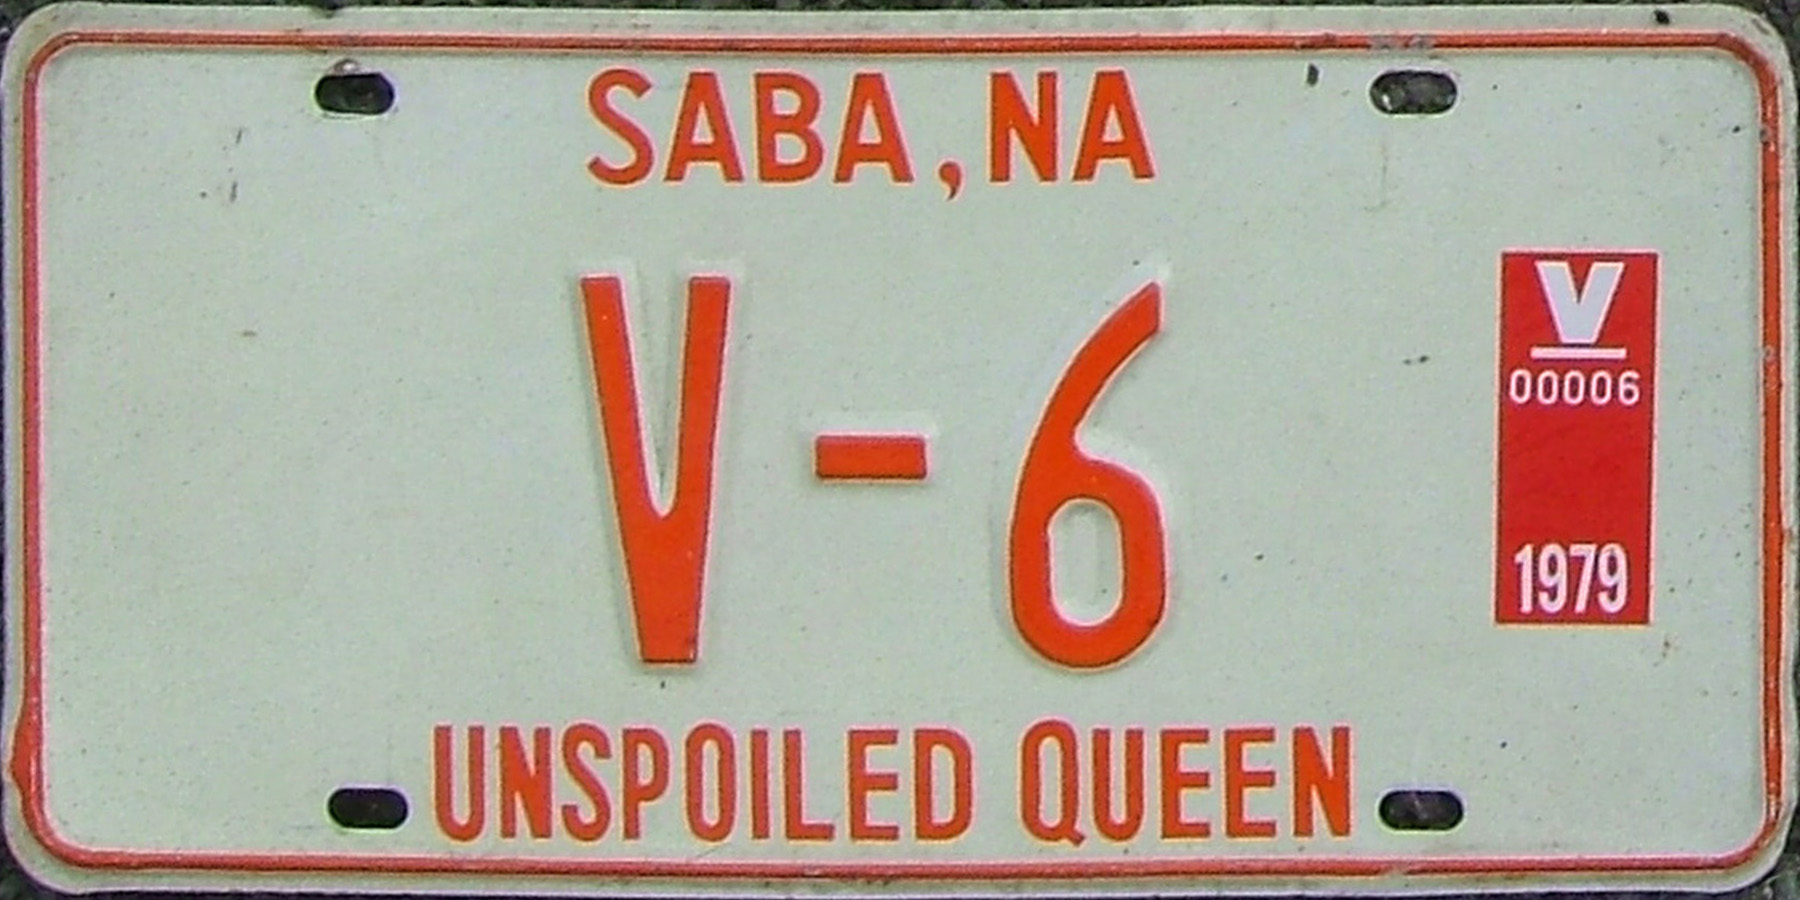 SABA, NA
V-6
V
00006
1979
UNSPOILED QUEEN